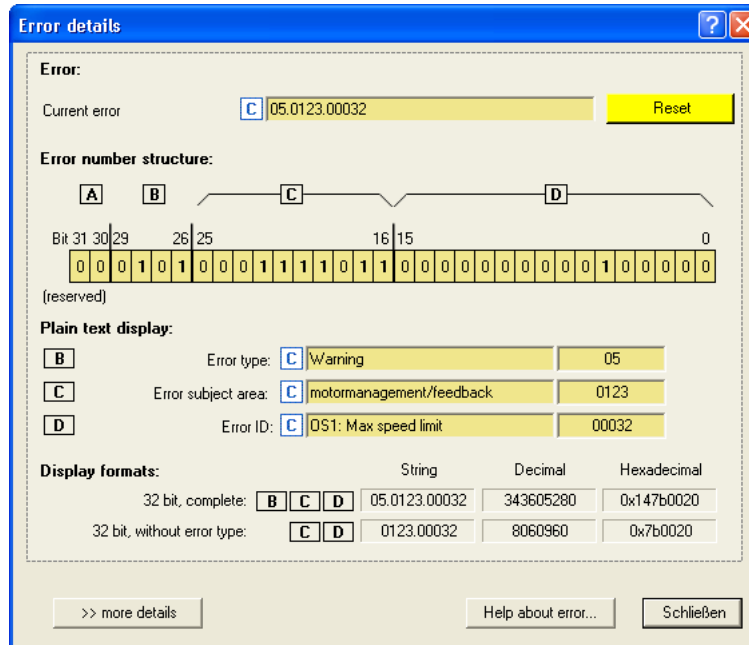 Error details
Error:
Current error C 05.0123.00032 Reset
Error number structure:
A B C D
Bit 31 30 29 26 25 16 15 0
0 0 0 1 0 1 0 0 0 1 1 1 1 0 1 1 0 0 0 0 0 0 0 0 0 0 1 0 0 0 0 0
(reserved)
Plain text display:
B Error type: C Warning 05
C Error subject area: C motormanagement/feedback 0123
D Error ID: C OS1: Max speed limit 00032
Display formats: String Decimal Hexadecimal
32 bit, complete: B C D 05.0123.00032 343605280 0x147b0020
32 bit, without error type: C D 0123.00032 8060960 0x7b0020
>> more details Help about error... Schließen